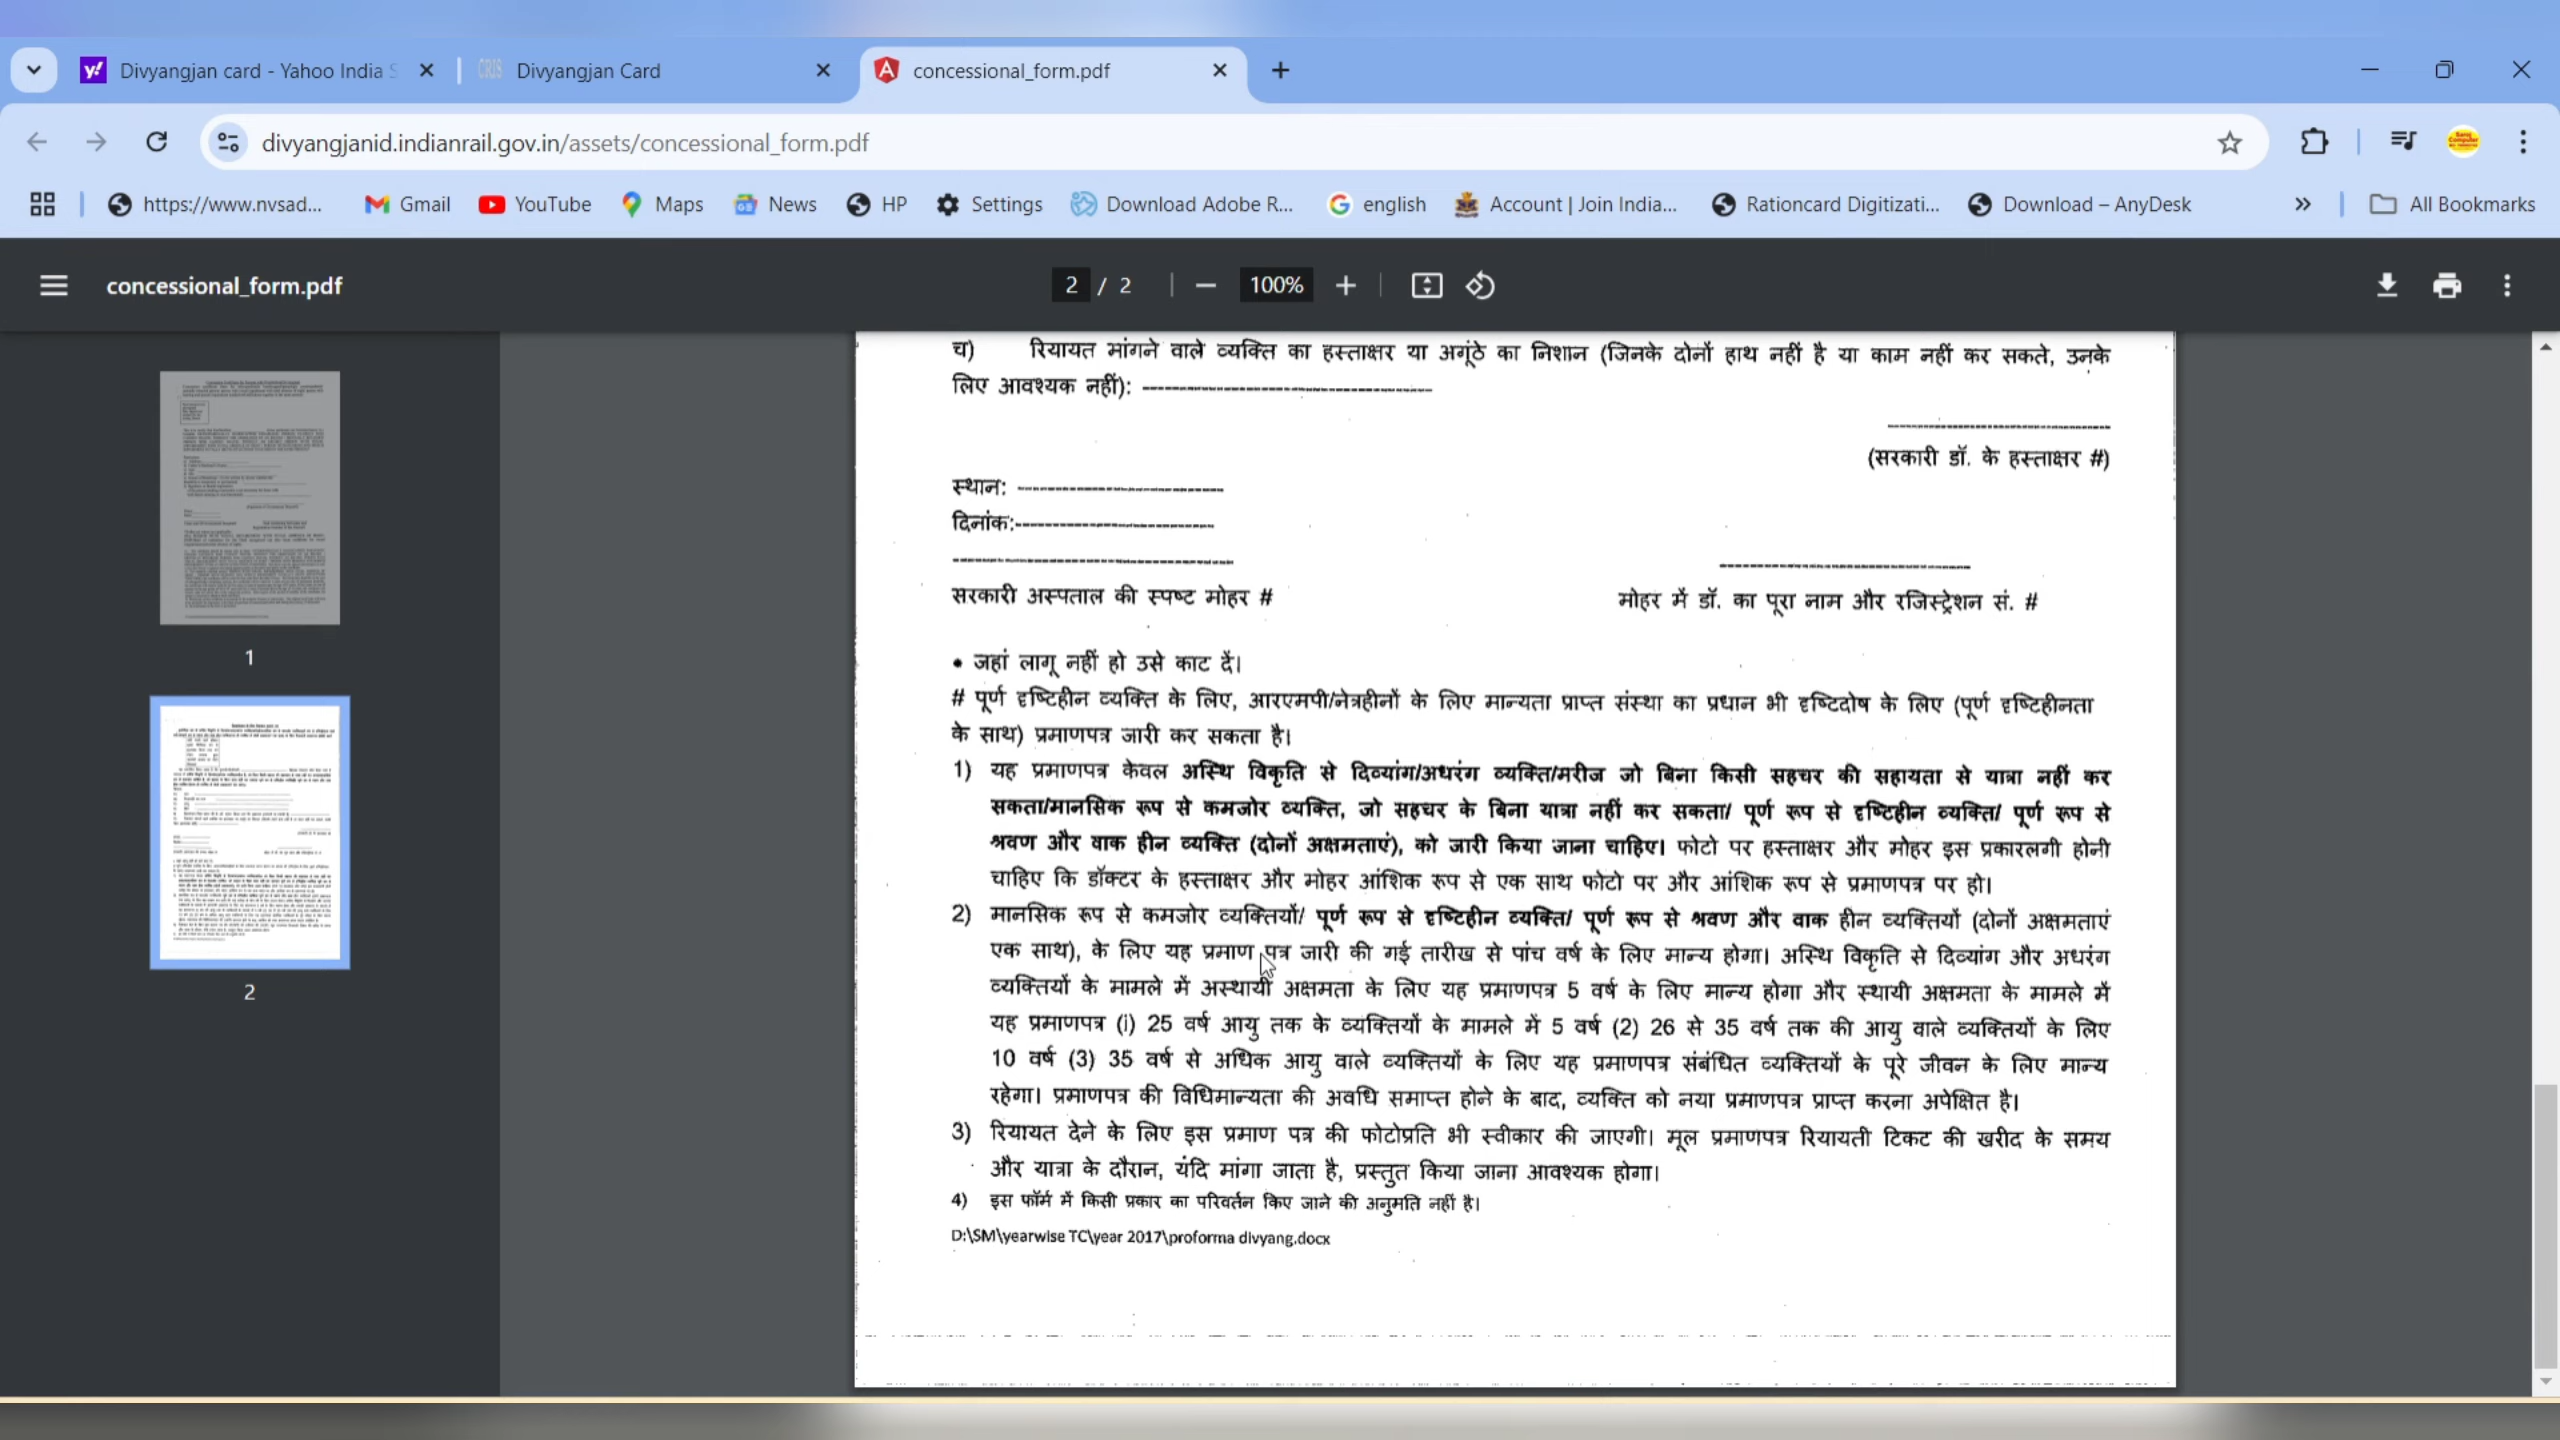 Divyangjan card - Yahoo India S
Divyangjan Card
concessional_form.pdf
divyangjanid.indianrail.gov.in/assets/concessional_form.pdf
https://www.nvsad...
Gmail
YouTube
Maps
News
HP
Settings
Download Adobe R...
english
Account | Join India...
Rationcard Digitizati...
Download – AnyDesk
All Bookmarks
concessional_form.pdf
2 / 2
100%
1
2
च) रियायत मांगने वाले व्यक्ति का हस्ताक्षर या अगूंठे का निशान (जिनके दोनों हाथ नहीं है या काम नहीं कर सकते, उनके
लिए आवश्यक नहीं):
(सरकारी डॉ. के हस्ताक्षर #)
स्थान:
दिनांक:
सरकारी अस्पताल की स्पष्ट मोहर #
मोहर में डॉ. का पूरा नाम और रजिस्ट्रेशन सं. #
• जहां लागू नहीं हो उसे काट दें।
# पूर्ण दृष्टिहीन व्यक्ति के लिए, आरएमपी/नेत्रहीनों के लिए मान्यता प्राप्त संस्था का प्रधान भी दृष्टिदोष के लिए (पूर्ण दृष्टिहीनता
के साथ) प्रमाणपत्र जारी कर सकता है।
1) यह प्रमाणपत्र केवल अस्थि विकृति से दिव्यांग/अधरंग व्यक्ति/मरीज जो बिना किसी सहचर की सहायता से यात्रा नहीं कर
सकता/मानसिक रूप से कमजोर व्यक्ति, जो सहचर के बिना यात्रा नहीं कर सकता/ पूर्ण रूप से दृष्टिहीन व्यक्ति/ पूर्ण रूप से
श्रवण और वाक हीन व्यक्ति (दोनों अक्षमताएं), को जारी किया जाना चाहिए। फोटो पर हस्ताक्षर और मोहर इस प्रकारलगी होनी
चाहिए कि डॉक्टर के हस्ताक्षर और मोहर आंशिक रूप से एक साथ फोटो पर और आंशिक रूप से प्रमाणपत्र पर हो।
2) मानसिक रूप से कमजोर व्यक्तियों/ पूर्ण रूप से दृष्टिहीन व्यक्ति/ पूर्ण रूप से श्रवण और वाक हीन व्यक्तियों (दोनों अक्षमताएं
एक साथ), के लिए यह प्रमाण पत्र जारी की गई तारीख से पांच वर्ष के लिए मान्य होगा। अस्थि विकृति से दिव्यांग और अधरंग
व्यक्तियों के मामले में अस्थायी अक्षमता के लिए यह प्रमाणपत्र 5 वर्ष के लिए मान्य होगा और स्थायी अक्षमता के मामले में
यह प्रमाणपत्र (i) 25 वर्ष आयु तक के व्यक्तियों के मामले में 5 वर्ष (2) 26 से 35 वर्ष तक की आयु वाले व्यक्तियों के लिए
10 वर्ष (3) 35 वर्ष से अधिक आयु वाले व्यक्तियों के लिए यह प्रमाणपत्र संबंधित व्यक्तियों के पूरे जीवन के लिए मान्य
रहेगा। प्रमाणपत्र की विधिमान्यता की अवधि समाप्त होने के बाद, व्यक्ति को नया प्रमाणपत्र प्राप्त करना अपेक्षित है।
3) रियायत देने के लिए इस प्रमाण पत्र की फोटोप्रति भी स्वीकार की जाएगी। मूल प्रमाणपत्र रियायती टिकट की खरीद के समय
और यात्रा के दौरान, यदि मांगा जाता है, प्रस्तुत किया जाना आवश्यक होगा।
4) इस फॉर्म में किसी प्रकार का परिवर्तन किए जाने की अनुमति नहीं है।
D:\SM\yearwise TC\year 2017\proforma divyang.docx